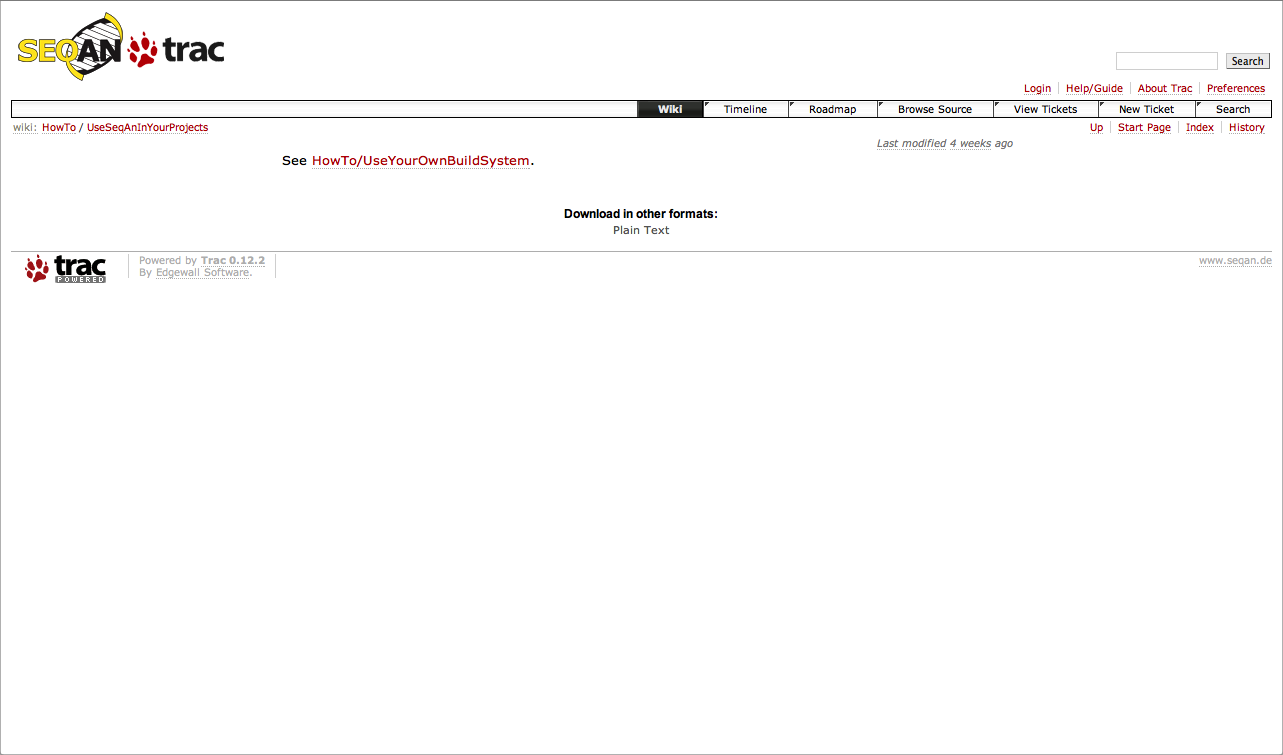 SEQAN trac
Search
Login Help/Guide About Trac Preferences
Wiki Timeline Roadmap Browse Source View Tickets New Ticket Search
wiki: HowTo / UseSeqAnInYourProjects Up Start Page Index History
Last modified 4 weeks ago
See HowTo/UseYourOwnBuildSystem.
Download in other formats:
Plain Text
trac POWERED
Powered by Trac 0.12.2
By Edgewall Software.
www.seqan.de